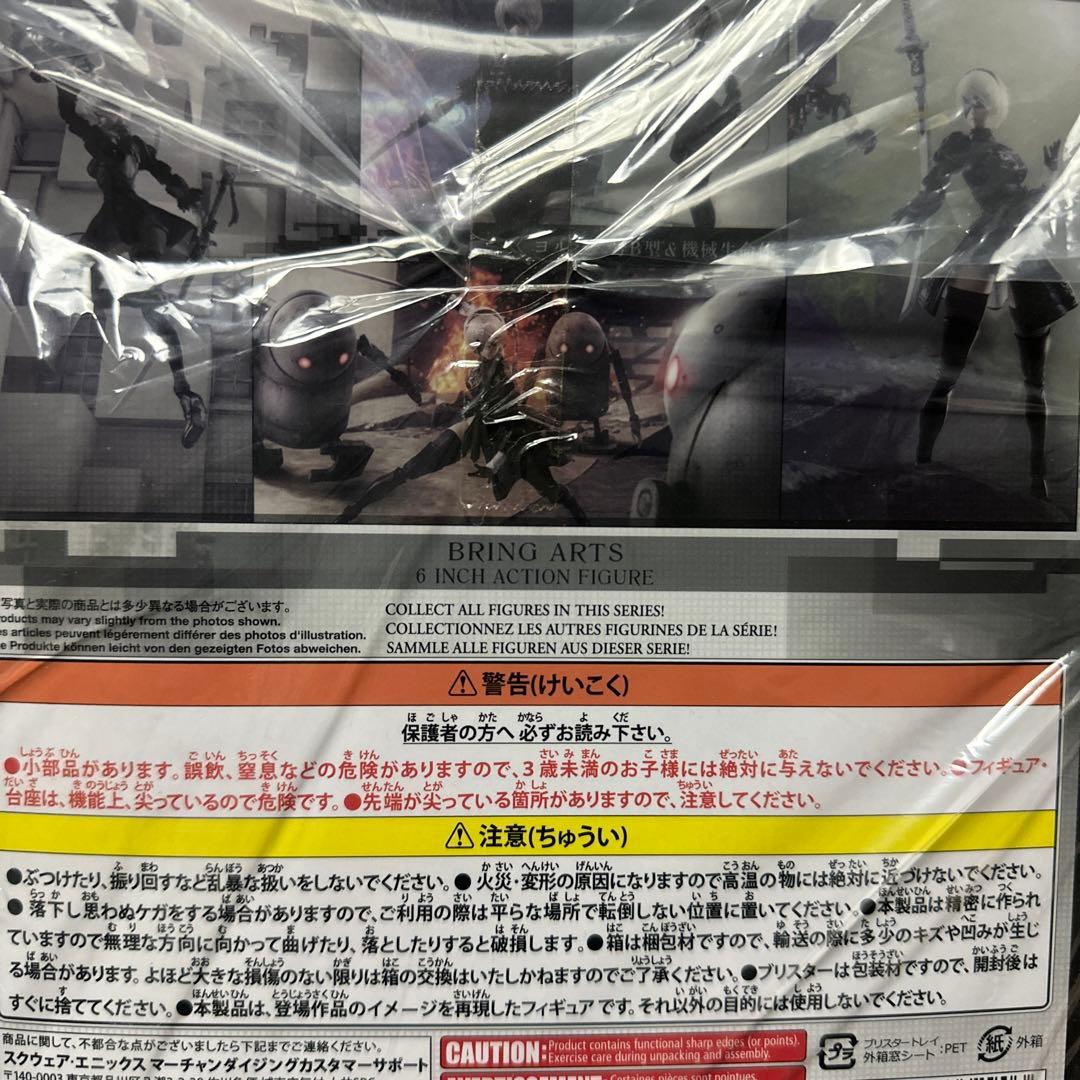 型&機械生命
BRING ARTS
6 INCH ACTION FIGURE
写真と実際の商品とは多少異なる場合がございます。
oducts may vary slightly from the photos shown.
es articles peuvent légérement différer des photos d'illustration.
e Produkte können leicht von den gezeigten Fotos abweichen.
COLLECT ALL FIGURES IN THIS SERIES!
COLLECTIONNEZ LES AUTRES FIGURINES DE LA SÉRIE!
SAMMLE ALLE FIGUREN AUS DIESER SERIE!
⚠警告(けいこく)
保護者の方へ 必ずお読み下さい。
●小部品があります。誤飲、窒息などの危険がありますので、3歳未満のお子様には絶対に与えないでください。●フィギュア・
台座は、機能上、尖っているので危険です。●先端が尖っている箇所がありますので、注意してください。
⚠注意(ちゅうい)
●ぶつけたり、振り回すなど乱暴な扱いをしないでください。●火災・変形の原因になりますので高温の物には絶対に近づけないでください。
●落下し思わぬケガをする場合がありますので、ご利用の際は平らな場所で転倒しない位置に置いてください。●本製品は精密に作られ
ていますので無理な方向に向かって曲げたり、落としたりすると破損します。●箱は梱包材ですので、輸送の際に多少のキズや凹みが生じ
る場合があります。よほど大きな損傷のない限りは箱の交換はいたしかねますのでご了承ください。●ブリスターは包装材ですので、開封後は
すぐに捨ててください。●本製品は、登場作品のイメージを再現したフィギュアです。それ以外の目的には使用しないでください。
商品に関して、不都合な点がございましたら下記までご連絡ください。
スクウェア・エニックス マーチャンダイジングカスタマーサポート
〒140-0003
CAUTION: Product contains functional sharp edges (or points).
Exercise care during unpacking and assembly.
AVERTISSEMENT Certaines pièces sont pointues.
プラ ブリスタートレイ
外箱窓シート:PET
紙 外箱